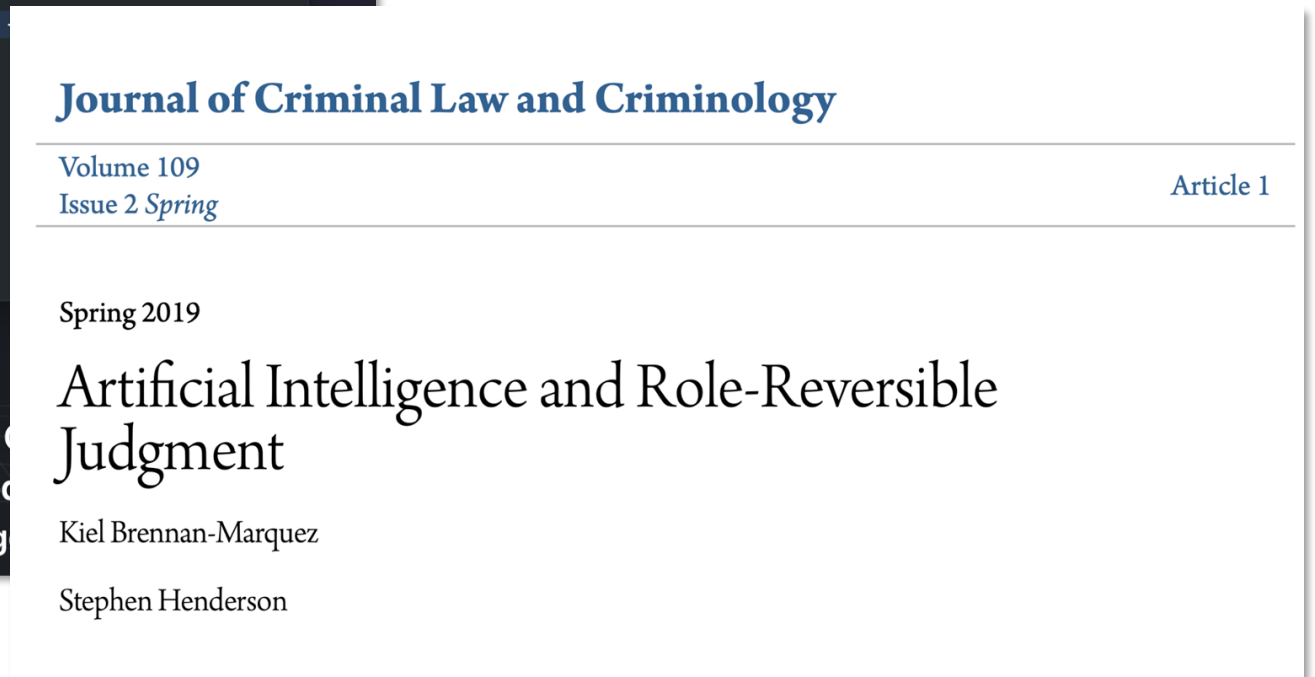 Journal of Criminal Law and Criminology
Volume 109
Issue 2 Spring
Article 1
Spring 2019
Artificial Intelligence and Role-Reversible
Judgment
Kiel Brennan-Marquez
Stephen Henderson